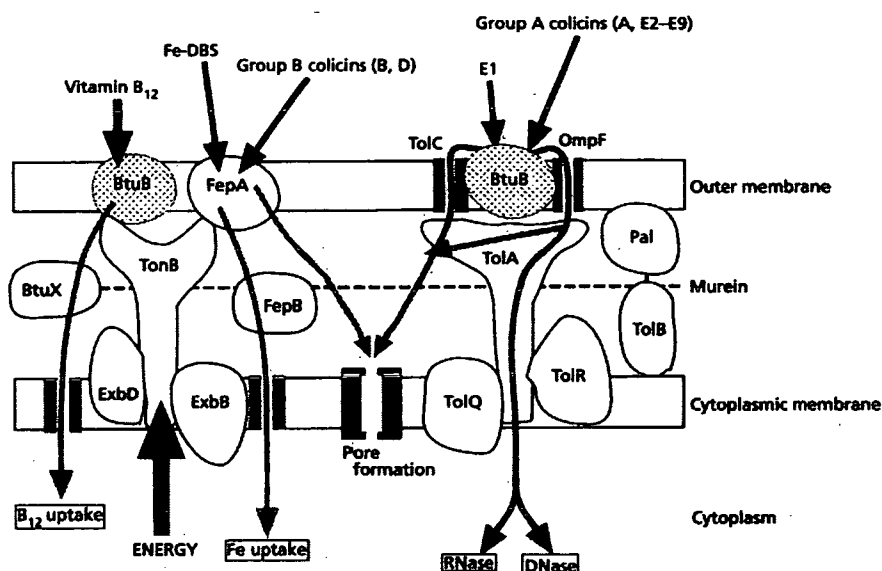 Group A colicins (A, E2–E9)
Fe-DBS
Group B colicins (B, D)
E1
Vitamin B12
TolC
OmpF
BtuB
FepA
BtuB
Outer membrane
Pal
TonB
TolA
BtuX
FepB
Murein
TolB
ExbD
ExbB
TolQ
TolR
Cytoplasmic membrane
Pore
formation
B12 uptake
Cytoplasm
ENERGY
Fe uptake
RNase
DNase